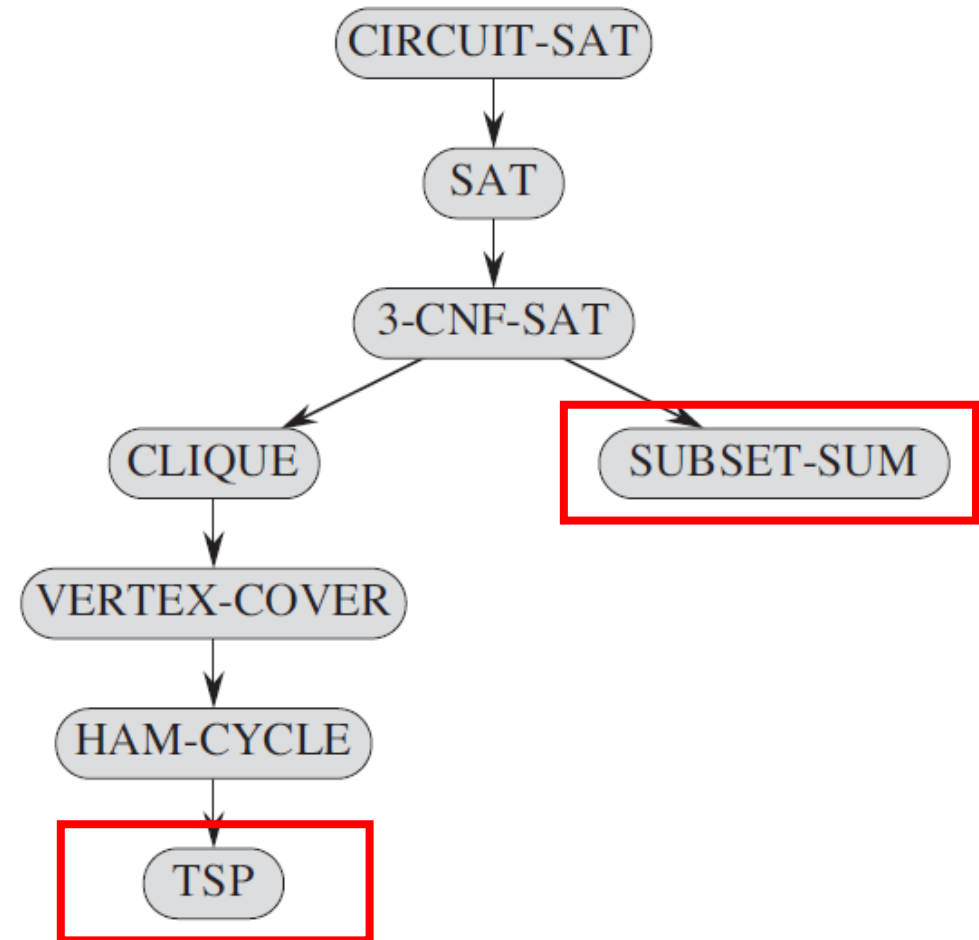 CIRCUIT-SAT
SAT
3-CNF-SAT
CLIQUE
SUBSET-SUM
VERTEX-COVER
HAM-CYCLE
TSP